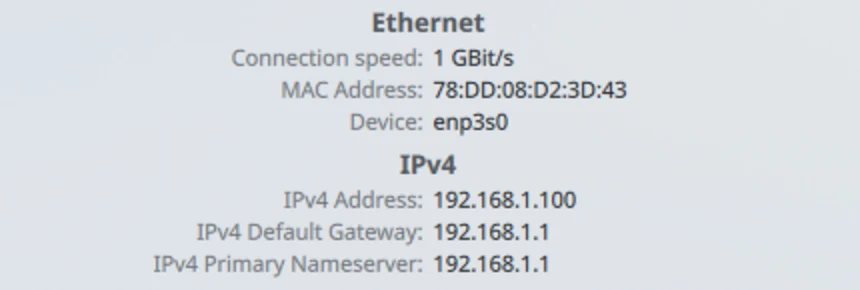 Ethernet
Connection speed: 1 GBit/s
MAC Address: 78:DD:08:D2:3D:43
Device: enp3s0
IPv4
IPv4 Address: 192.168.1.100
IPv4 Default Gateway: 192.168.1.1
IPv4 Primary Nameserver: 192.168.1.1